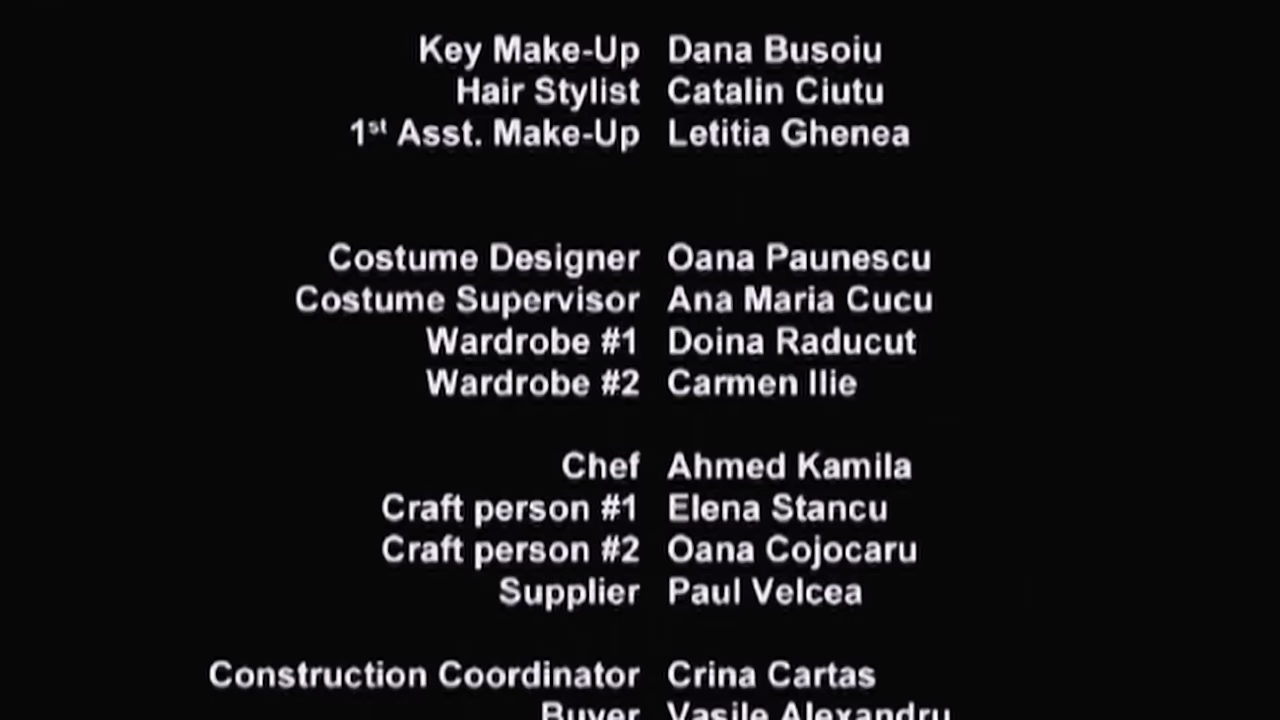 Key Make-Up Dana Busoiu
Hair Stylist Catalin Ciutu
1st Asst. Make-Up Letitia Ghenea
Costume Designer Oana Paunescu
Costume Supervisor Ana Maria Cucu
Wardrobe #1 Doina Raducut
Wardrobe #2 Carmen Ilie
Chef Ahmed Kamila
Craft person #1 Elena Stancu
Craft person #2 Oana Cojocaru
Supplier Paul Velcea
Construction Coordinator Crina Cartas
Buyer Vasile Alexandru